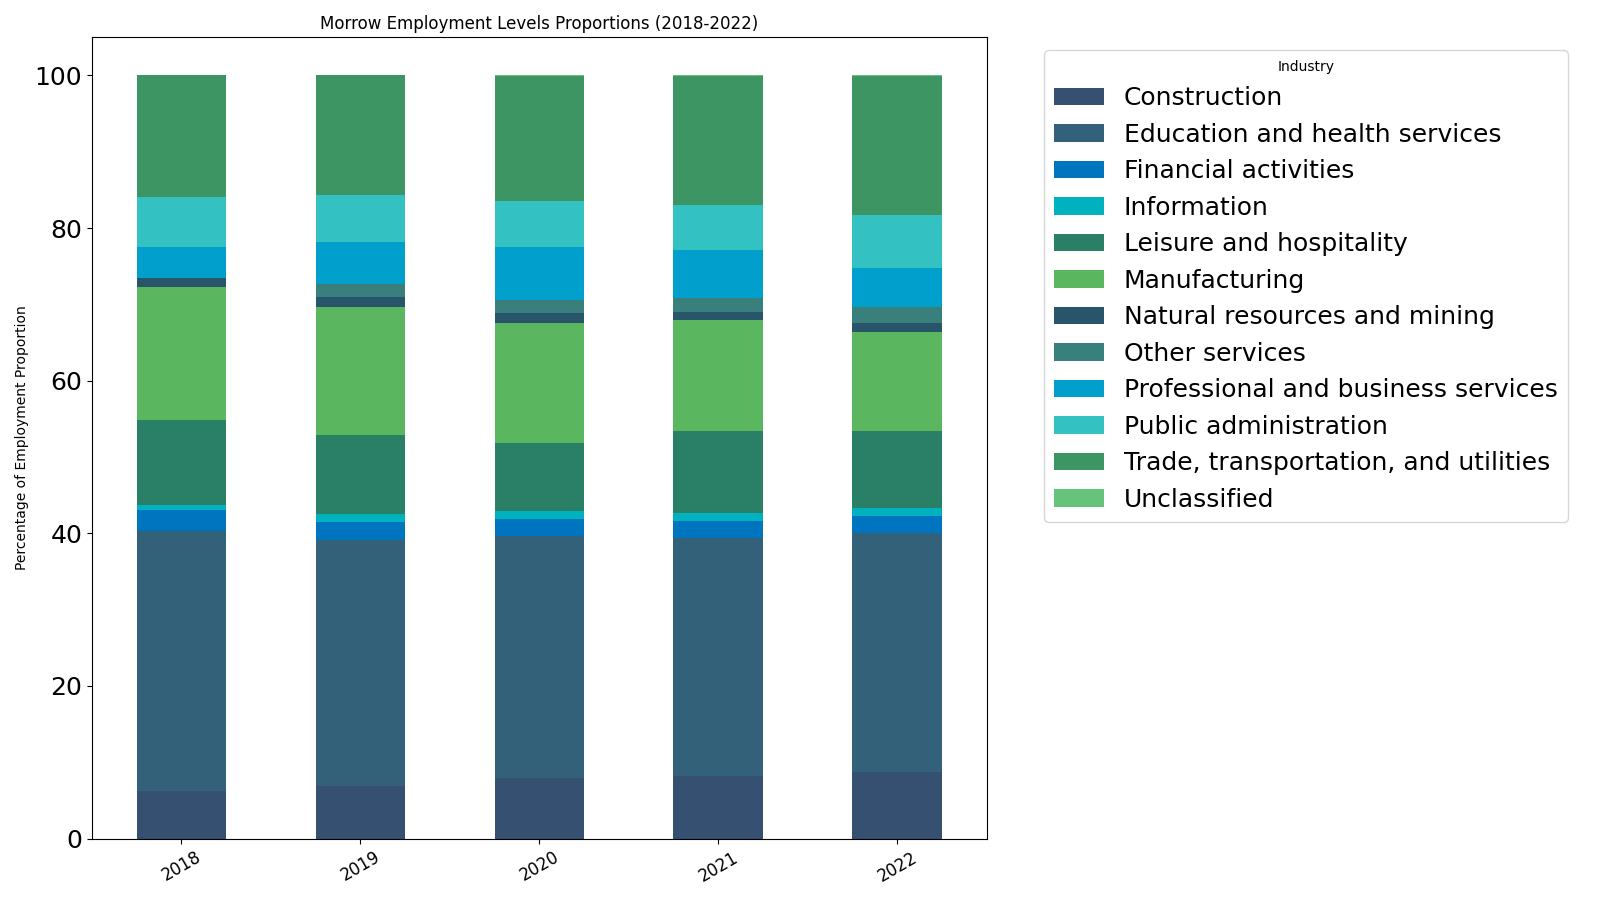 Morrow Employment Levels Proportions (2018-2022)
Percentage of Employment Proportion
100
80
60
40
20
0
2018
2019
2020
2021
2022
Industry
Construction
Education and health services
Financial activities
Information
Leisure and hospitality
Manufacturing
Natural resources and mining
Other services
Professional and business services
Public administration
Trade, transportation, and utilities
Unclassified